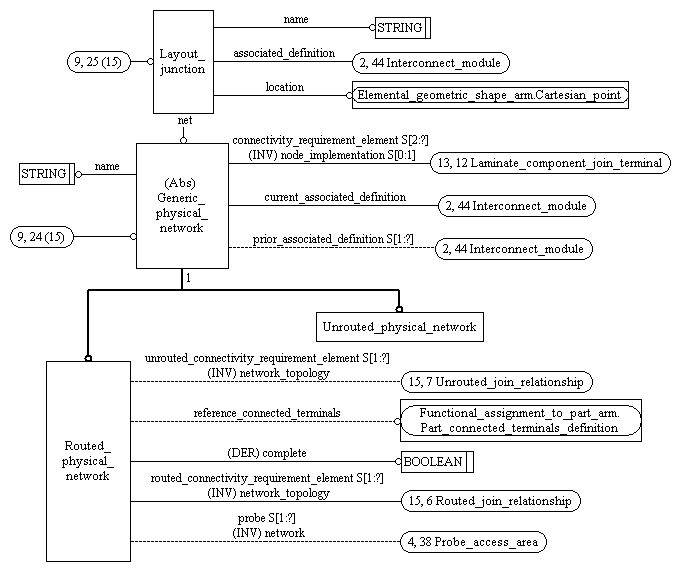 name
STRING
9, 25 (15)
Layout_
junction
associated_definition
2, 44 Interconnect_module
location
Elemental_geometric_shape_arm.Cartesian_point
net
STRING
name
(Abs)
Generic_
physical_
network
connectivity_requirement_element S[2:?]
(INV) node_implementation S[0:1]
13, 12 Laminate_component_join_terminal
current_associated_definition
2, 44 Interconnect_module
9, 24 (15)
prior_associated_definition S[1:?]
2, 44 Interconnect_module
1
Unrouted_physical_network
Routed_
physical_
network
unrouted_connectivity_requirement_element S[1:?]
(INV) network_topology
15, 7 Unrouted_join_relationship
reference_connected_terminals
Functional_assignment_to_part_arm.
Part_connected_terminals_definition
(DER) complete
BOOLEAN
routed_connectivity_requirement_element S[1:?]
(INV) network_topology
15, 6 Routed_join_relationship
probe S[1:?]
(INV) network
4, 38 Probe_access_area